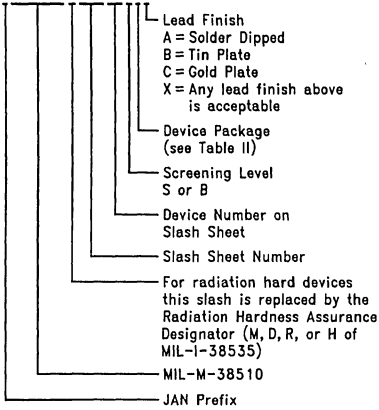 Lead Finish
A = Solder Dipped
B = Tin Plate
C = Gold Plate
X = Any lead finish above
is acceptable
Device Package
(see Table II)
Screening Level
S or B
Device Number on
Slash Sheet
Slash Sheet Number
For radiation hard devices
this slash is replaced by the
Radiation Hardness Assurance
Designator (M, D, R, or H of
MIL-I-38535)
MIL-M-38510
JAN Prefix